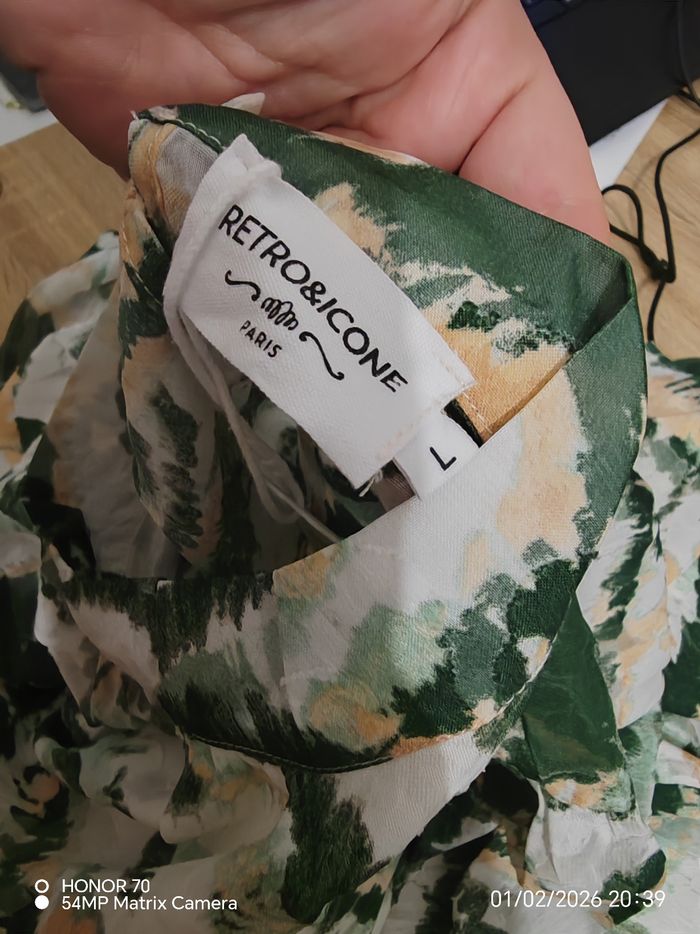 RETRO&ICONE
PARIS
L
HONOR 70
54MP Matrix Camera
01/02/2026 20:39